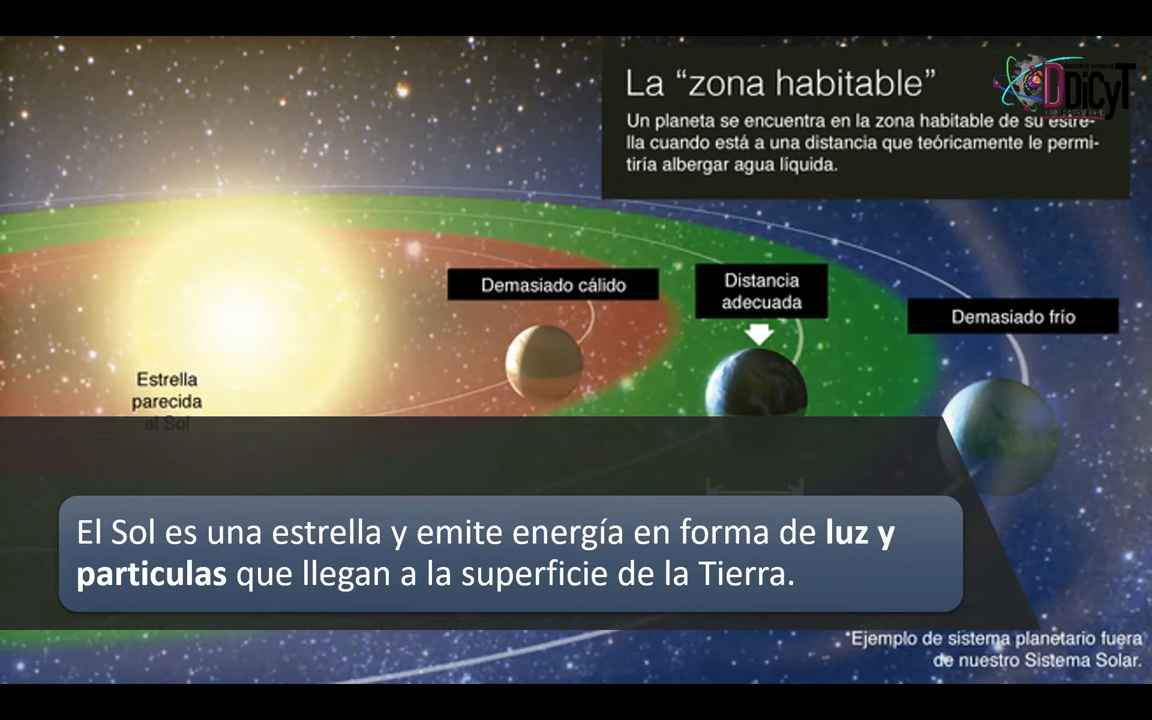 La “zona habitable”
DDiCyT
Un planeta se encuentra en la zona habitable de su estre-
lla cuando está a una distancia que teóricamente le permi-
tiría albergar agua líquida.
Demasiado cálido
Distancia
adecuada
Demasiado frío
Estrella
parecida
al Sol
El Sol es una estrella y emite energía en forma de luz y
particulas que llegan a la superficie de la Tierra.
*Ejemplo de sistema planetario fuera
de nuestro Sistema Solar.